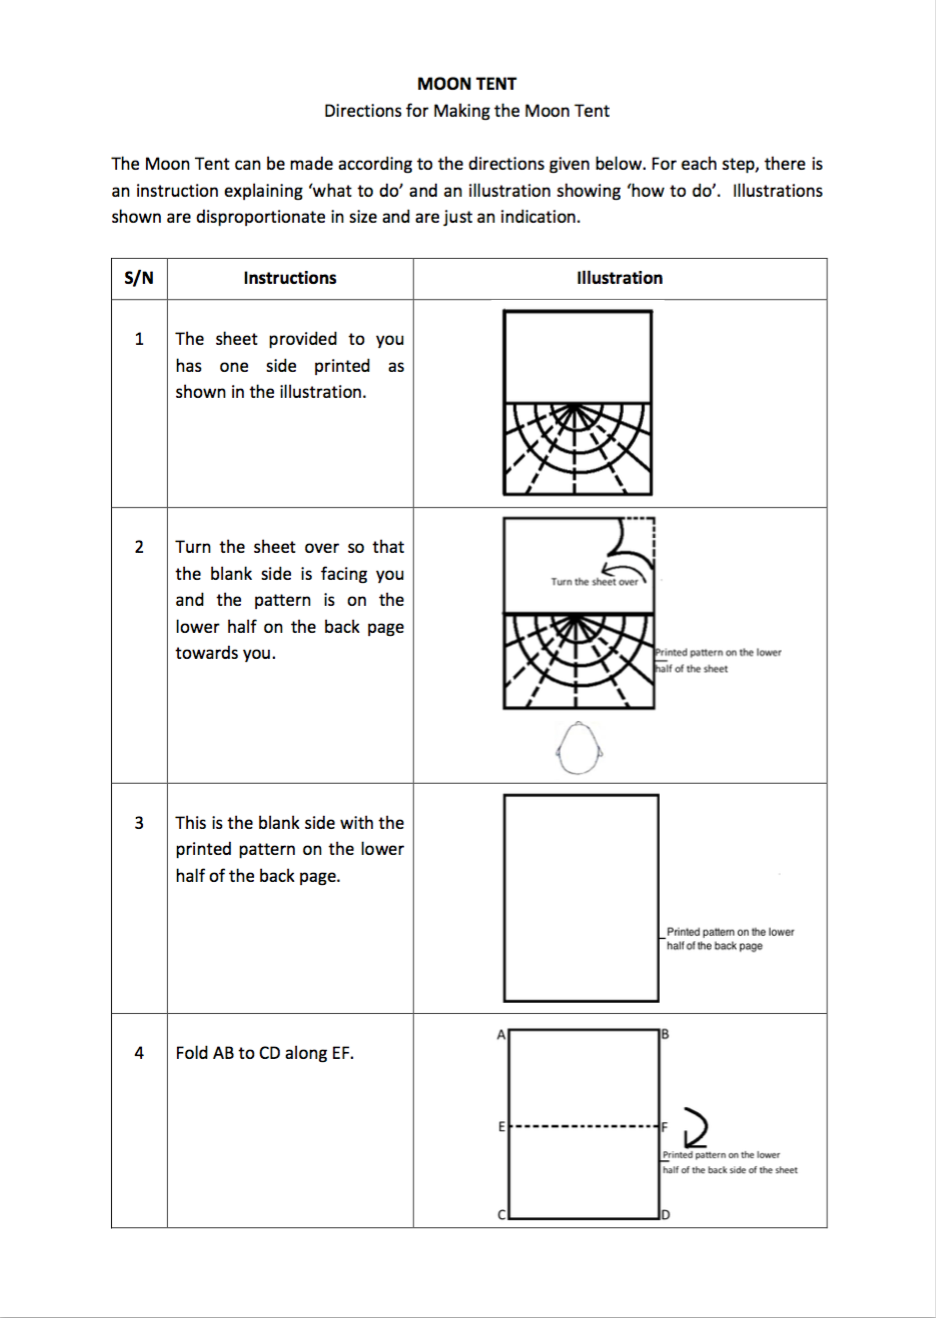 MOON TENT
Directions for Making the Moon Tent
The Moon Tent can be made according to the directions given below. For each step, there is
an instruction explaining ‘what to do’ and an illustration showing ‘how to do’. Illustrations
shown are disproportionate in size and are just an indication.
S/N Instructions Illustration
1 The sheet provided to you
has one side printed as
shown in the illustration.
2 Turn the sheet over so that
the blank side is facing you
and the pattern is on the
lower half on the back page
towards you.
Turn the sheet over
Printed pattern on the lower
half of the sheet
3 This is the blank side with the
printed pattern on the lower
half of the back page.
Printed pattern on the lower
half of the back page
4 Fold AB to CD along EF.
A B
E F
Printed pattern on the lower
half of the back side of the sheet
C D